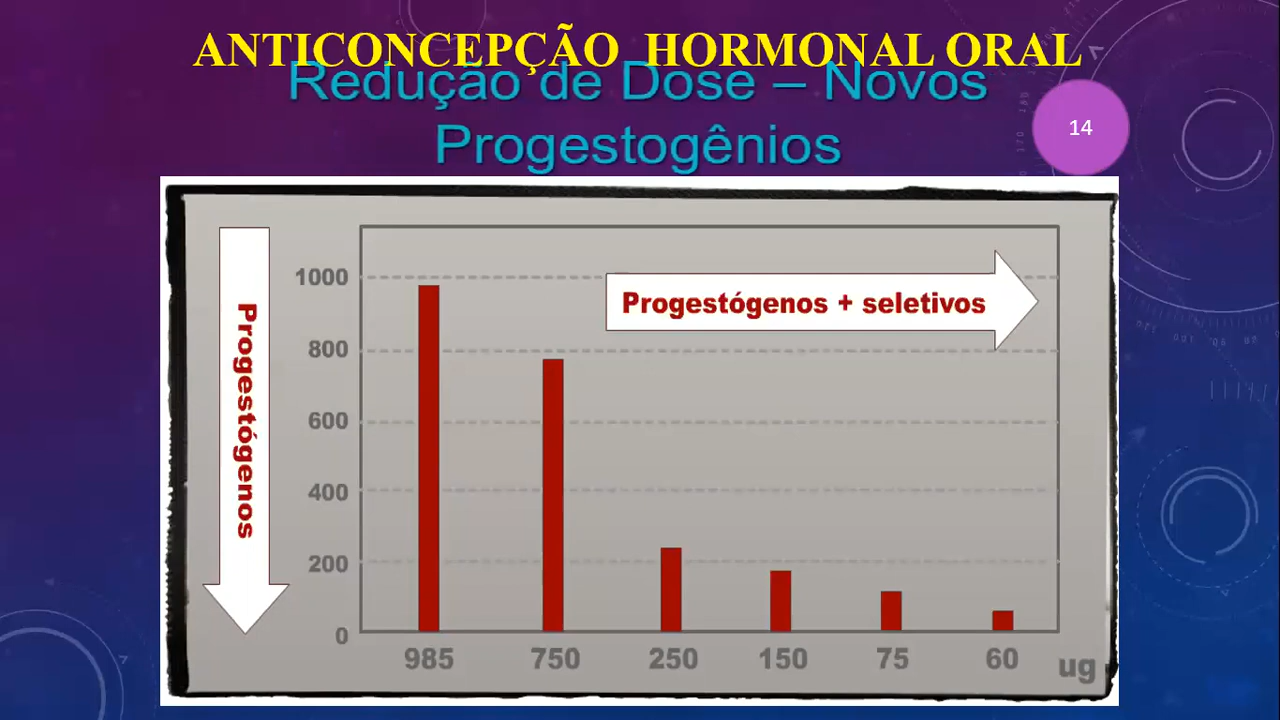 ANTICONCEPÇÃO HORMONAL ORAL
Redução de Dose – Novos
Progestogênios
14
Progestógenos
Progestógenos + seletivos
1000
800
600
400
200
0
985 750 250 150 75 60 ug